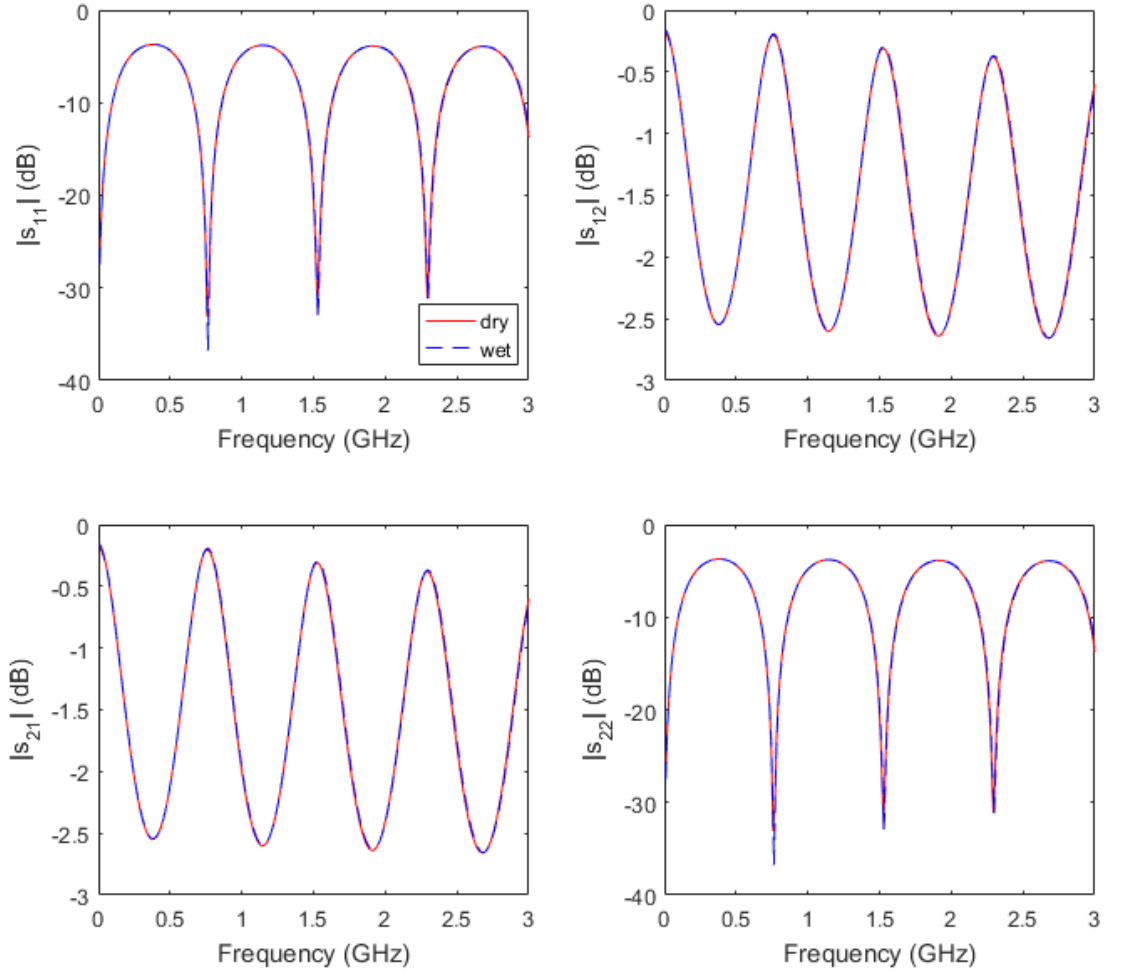 0
-10
-20
-30
-40
|s11| (dB)
dry
wet
0 0.5 1 1.5 2 2.5 3
Frequency (GHz)
0
-0.5
-1
-1.5
-2
-2.5
-3
|s12| (dB)
0 0.5 1 1.5 2 2.5 3
Frequency (GHz)
0
-0.5
-1
-1.5
-2
-2.5
-3
|s21| (dB)
0 0.5 1 1.5 2 2.5 3
Frequency (GHz)
0
-10
-20
-30
-40
|s22| (dB)
0 0.5 1 1.5 2 2.5 3
Frequency (GHz)